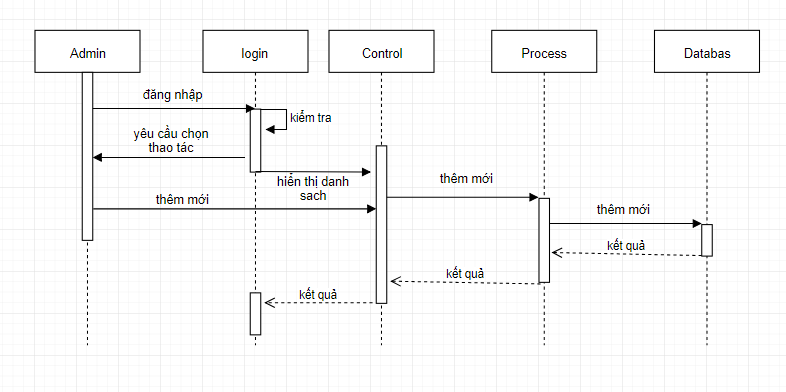 Admin
login
Control
Process
Databas
đăng nhập
kiểm tra
yêu cầu chọn
thao tác
hiển thị danh
sach
thêm mới
thêm mới
thêm mới
kết quả
kết quả
kết quả